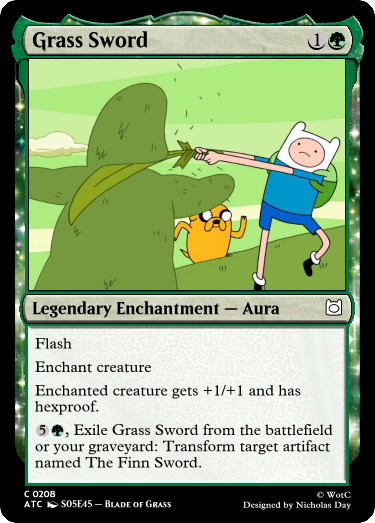 Grass Sword 1
Legendary Enchantment — Aura
Flash
Enchant creature
Enchanted creature gets +1/+1 and has
hexproof.
5, Exile Grass Sword from the battlefield
or your graveyard: Transform target artifact
named The Finn Sword.
C 0208 © WotC
ATC S05E45 – Blade of Grass Designed by Nicholas Day